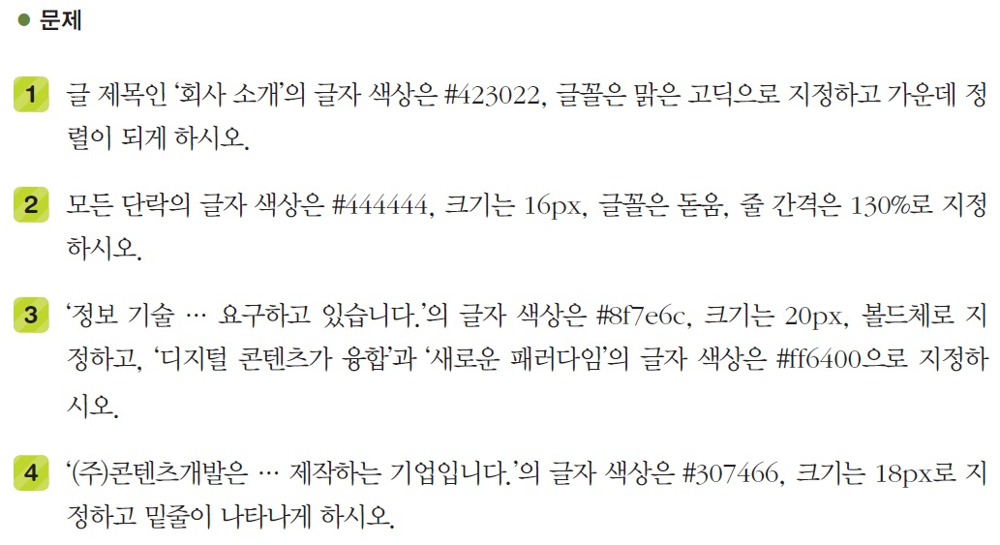 ● 문제
1 글 제목인 ‘회사 소개’의 글자 색상은 #423022, 글꼴은 맑은 고딕으로 지정하고 가운데 정
렬이 되게 하시오.
2 모든 단락의 글자 색상은 #444444, 크기는 16px, 글꼴은 돋움, 줄 간격은 130%로 지정
하시오.
3 ‘정보 기술 … 요구하고 있습니다.’의 글자 색상은 #8f7e6c, 크기는 20px, 볼드체로 지
정하고, ‘디지털 콘텐츠가 융합’과 ‘새로운 패러다임’의 글자 색상은 #ff6400으로 지정하
시오.
4 ‘(주)콘텐츠개발은 … 제작하는 기업입니다.’의 글자 색상은 #307466, 크기는 18px로 지
정하고 밑줄이 나타나게 하시오.